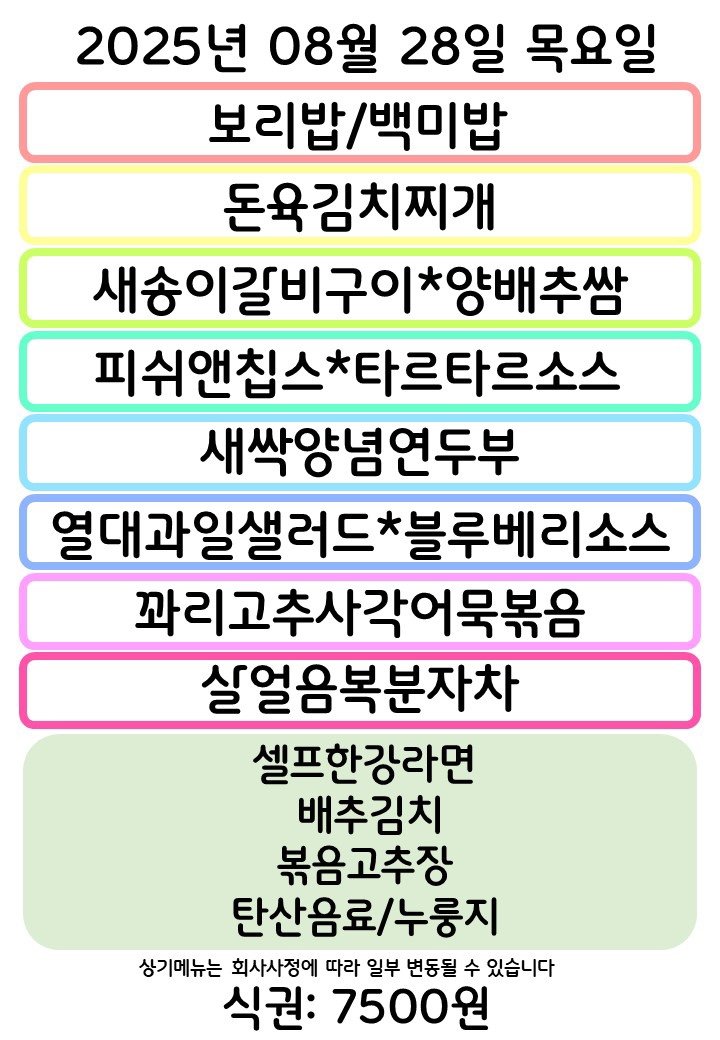 2025년 08월 28일 목요일
보리밥/백미밥
돈육김치찌개
새송이갈비구이*양배추쌈
피쉬앤칩스*타르타르소스
새싹양념연두부
열대과일샐러드*블루베리소스
꽈리고추사각어묵볶음
살얼음복분자차
셀프한강라면
배추김치
볶음고추장
탄산음료/누룽지
상기메뉴는 회사사정에 따라 일부 변동될 수 있습니다
식권: 7500원